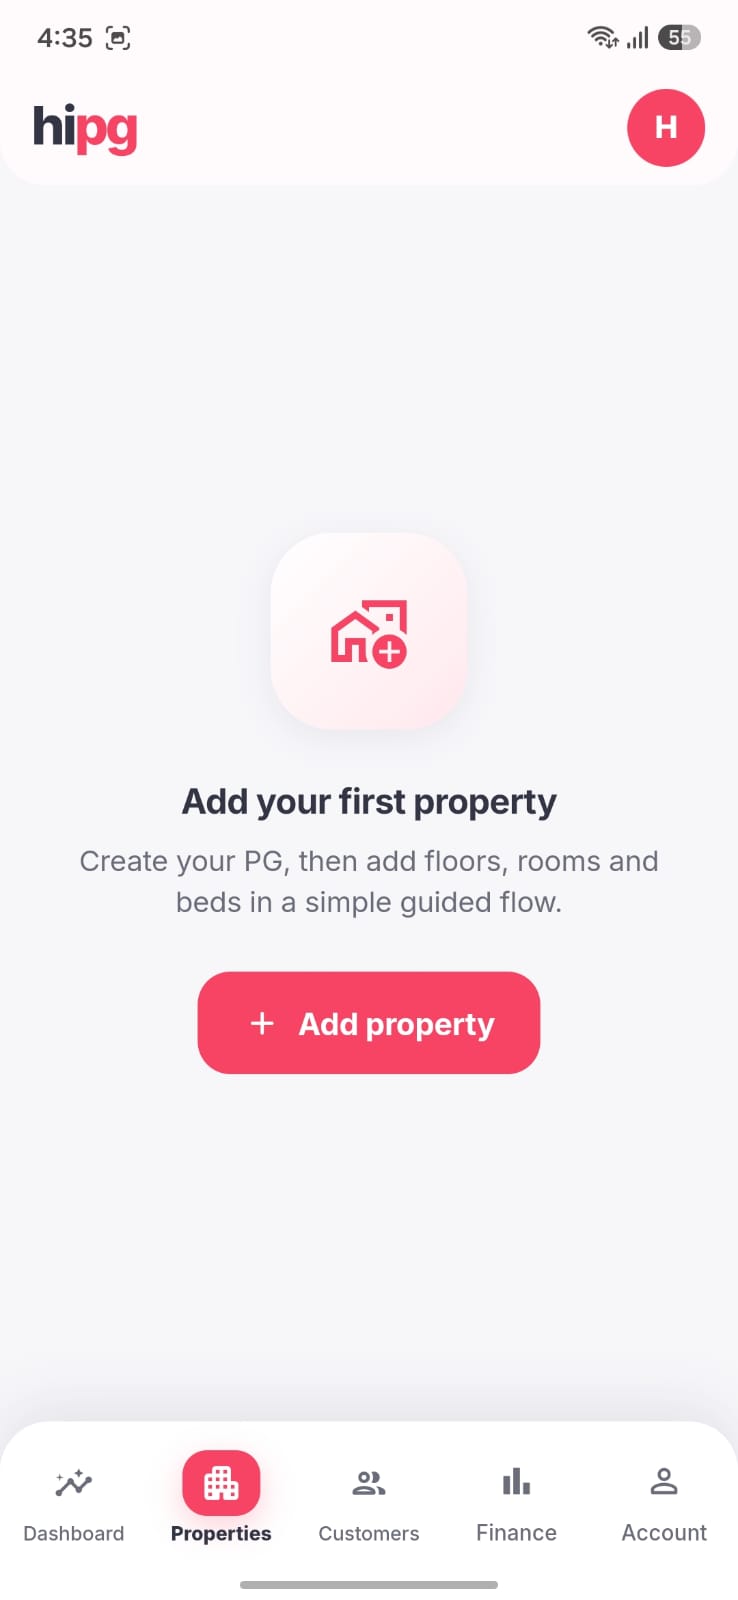 4:35
55
hipg
H
Add your first property
Create your PG, then add floors, rooms and
beds in a simple guided flow.
+ Add property
Dashboard
Properties
Customers
Finance
Account